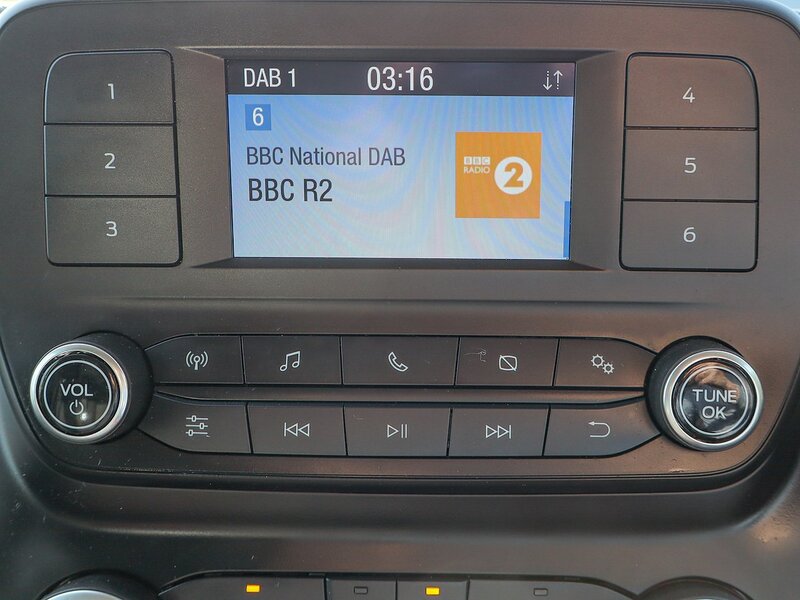 DAB 1 03:16
6
BBC National DAB
BBC R2
BBC
RADIO 2
1
2
3
4
5
6
VOL
TUNE
OK